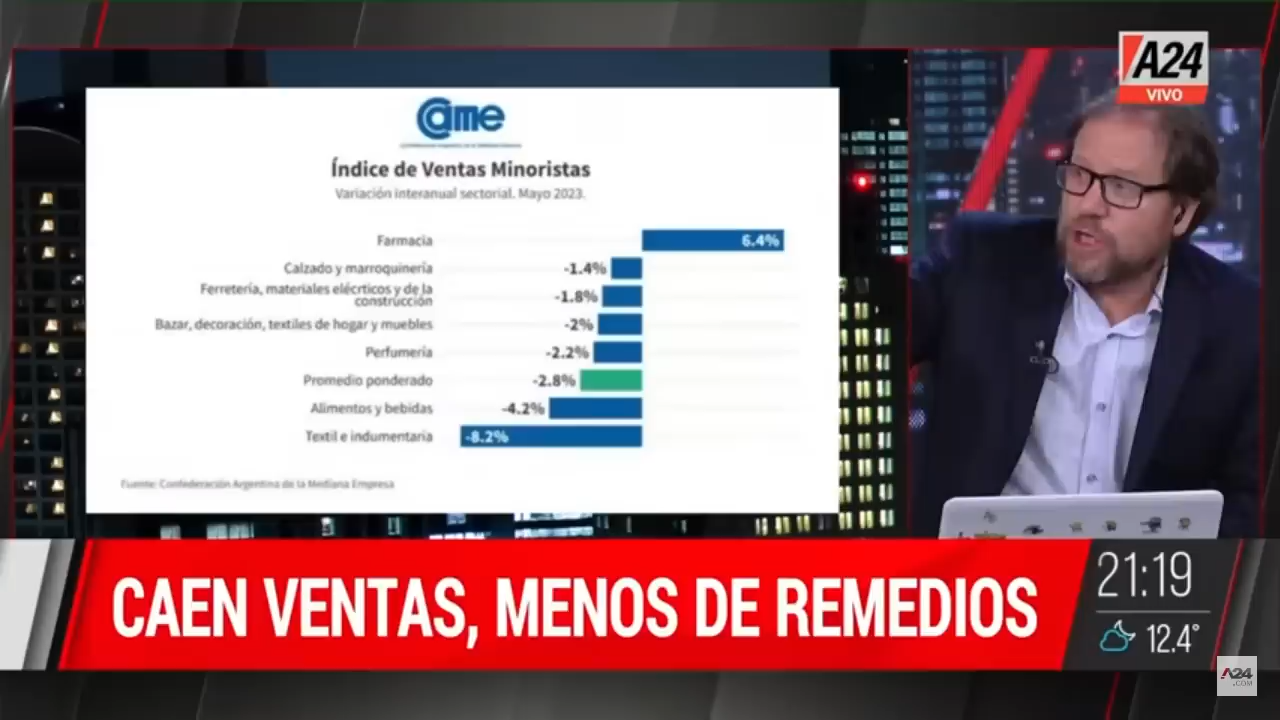 A24
VIVO
came
Índice de Ventas Minoristas
Variación interanual sectorial. Mayo 2023.
Farmacia
6.4%
Calzado y marroquinería
-1.4%
Ferretería, materiales elécrticos y de la
construcción
-1.8%
Bazar, decoración, textiles de hogar y muebles
-2%
Perfumería
-2.2%
Promedio ponderado
-2.8%
Alimentos y bebidas
-4.2%
Textil e indumentaria
-8.2%
Fuente: Confederación Argentina de la Mediana Empresa
CAEN VENTAS, MENOS DE REMEDIOS
21:19
12.4°
A24
.COM